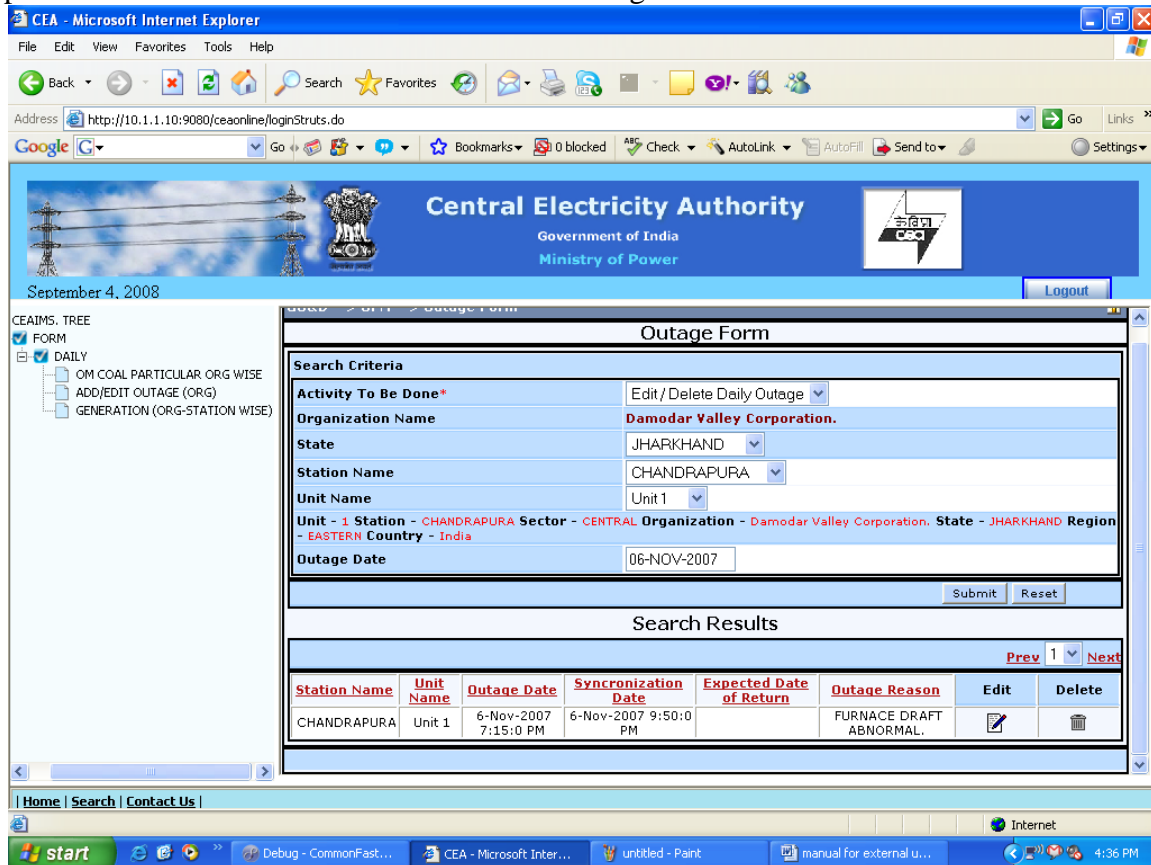 CEA - Microsoft Internet Explorer
File Edit View Favorites Tools Help
Back Search Favorites
Address http://10.1.1.10:9080/ceaonline/loginStruts.do Go Links »
Google G Go Bookmarks 0 blocked ABC Check AutoLink AutoFill Send to Settings
Central Electricity Authority
Government of India
Ministry of Power
केविप्रा
cea
September 4, 2008
Logout
CEAIMS. TREE
FORM
DAILY
OM COAL PARTICULAR ORG WISE
ADD/EDIT OUTAGE (ORG)
GENERATION (ORG-STATION WISE)
Outage Form
Search Criteria
Activity To Be Done* Edit / Delete Daily Outage
Organization Name Damodar Valley Corporation.
State JHARKHAND
Station Name CHANDRAPURA
Unit Name Unit 1
Unit - 1 Station - CHANDRAPURA Sector - CENTRAL Organization - Damodar Valley Corporation. State - JHARKHAND Region
- EASTERN Country - India
Outage Date 06-NOV-2007
Submit Reset
Search Results
Prev 1 Next
Station Name Unit Name Outage Date Syncronization Date Expected Date of Return Outage Reason Edit Delete
CHANDRAPURA Unit 1 6-Nov-2007 7:15:0 PM 6-Nov-2007 9:50:0 PM FURNACE DRAFT ABNORMAL.
| Home | Search | Contact Us |
Internet
start » Debug - CommonFast... CEA - Microsoft Inter... untitled - Paint manual for external u... 4:36 PM